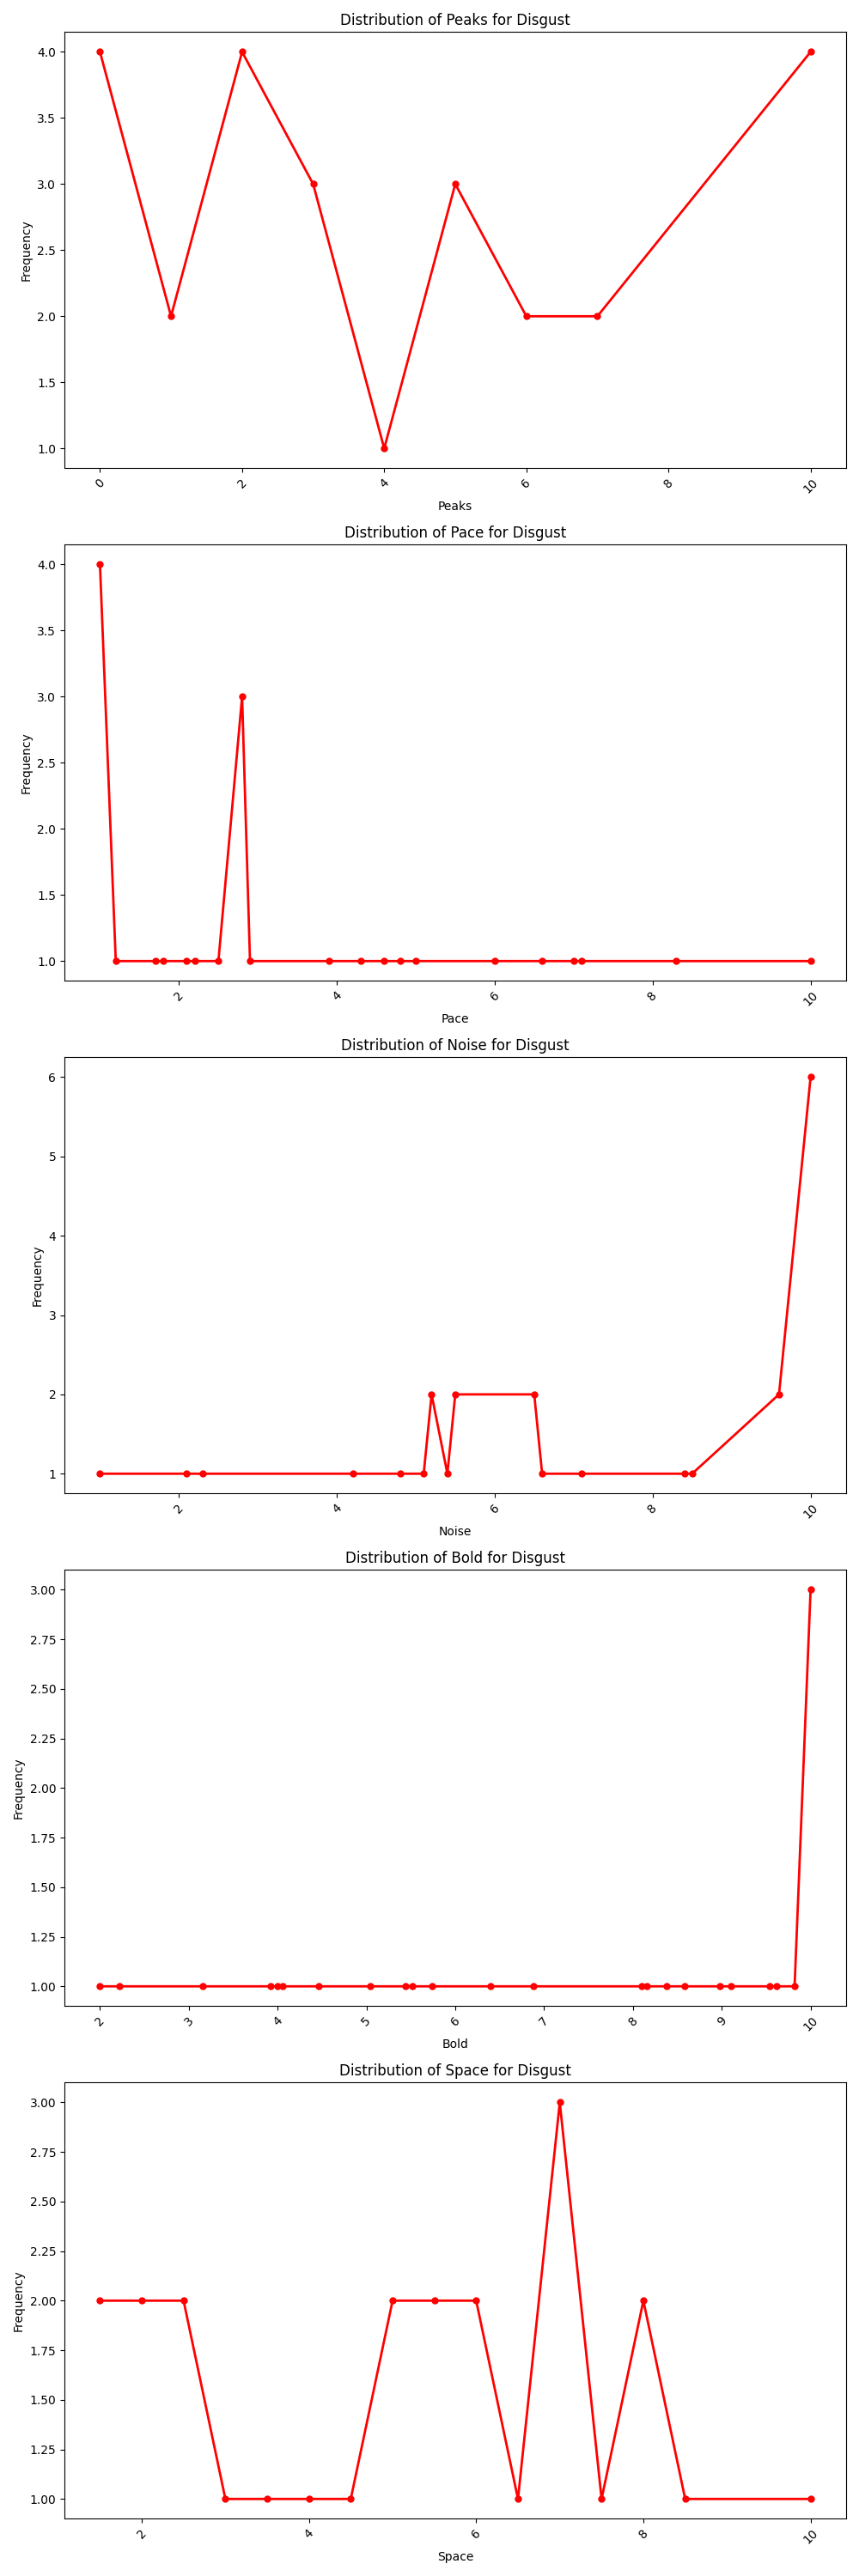 Distribution of Peaks for Disgust
4.0
3.5
3.0
2.5
2.0
1.5
1.0
Frequency
0 2 4 6 8 10
Peaks
Distribution of Pace for Disgust
4.0
3.5
3.0
2.5
2.0
1.5
1.0
Frequency
2 4 6 8 10
Pace
Distribution of Noise for Disgust
6
5
4
3
2
1
Frequency
2 4 6 8 10
Noise
Distribution of Bold for Disgust
3.00
2.75
2.50
2.25
2.00
1.75
1.50
1.25
1.00
Frequency
2 3 4 5 6 7 8 9 10
Bold
Distribution of Space for Disgust
3.00
2.75
2.50
2.25
2.00
1.75
1.50
1.25
1.00
Frequency
2 4 6 8 10
Space